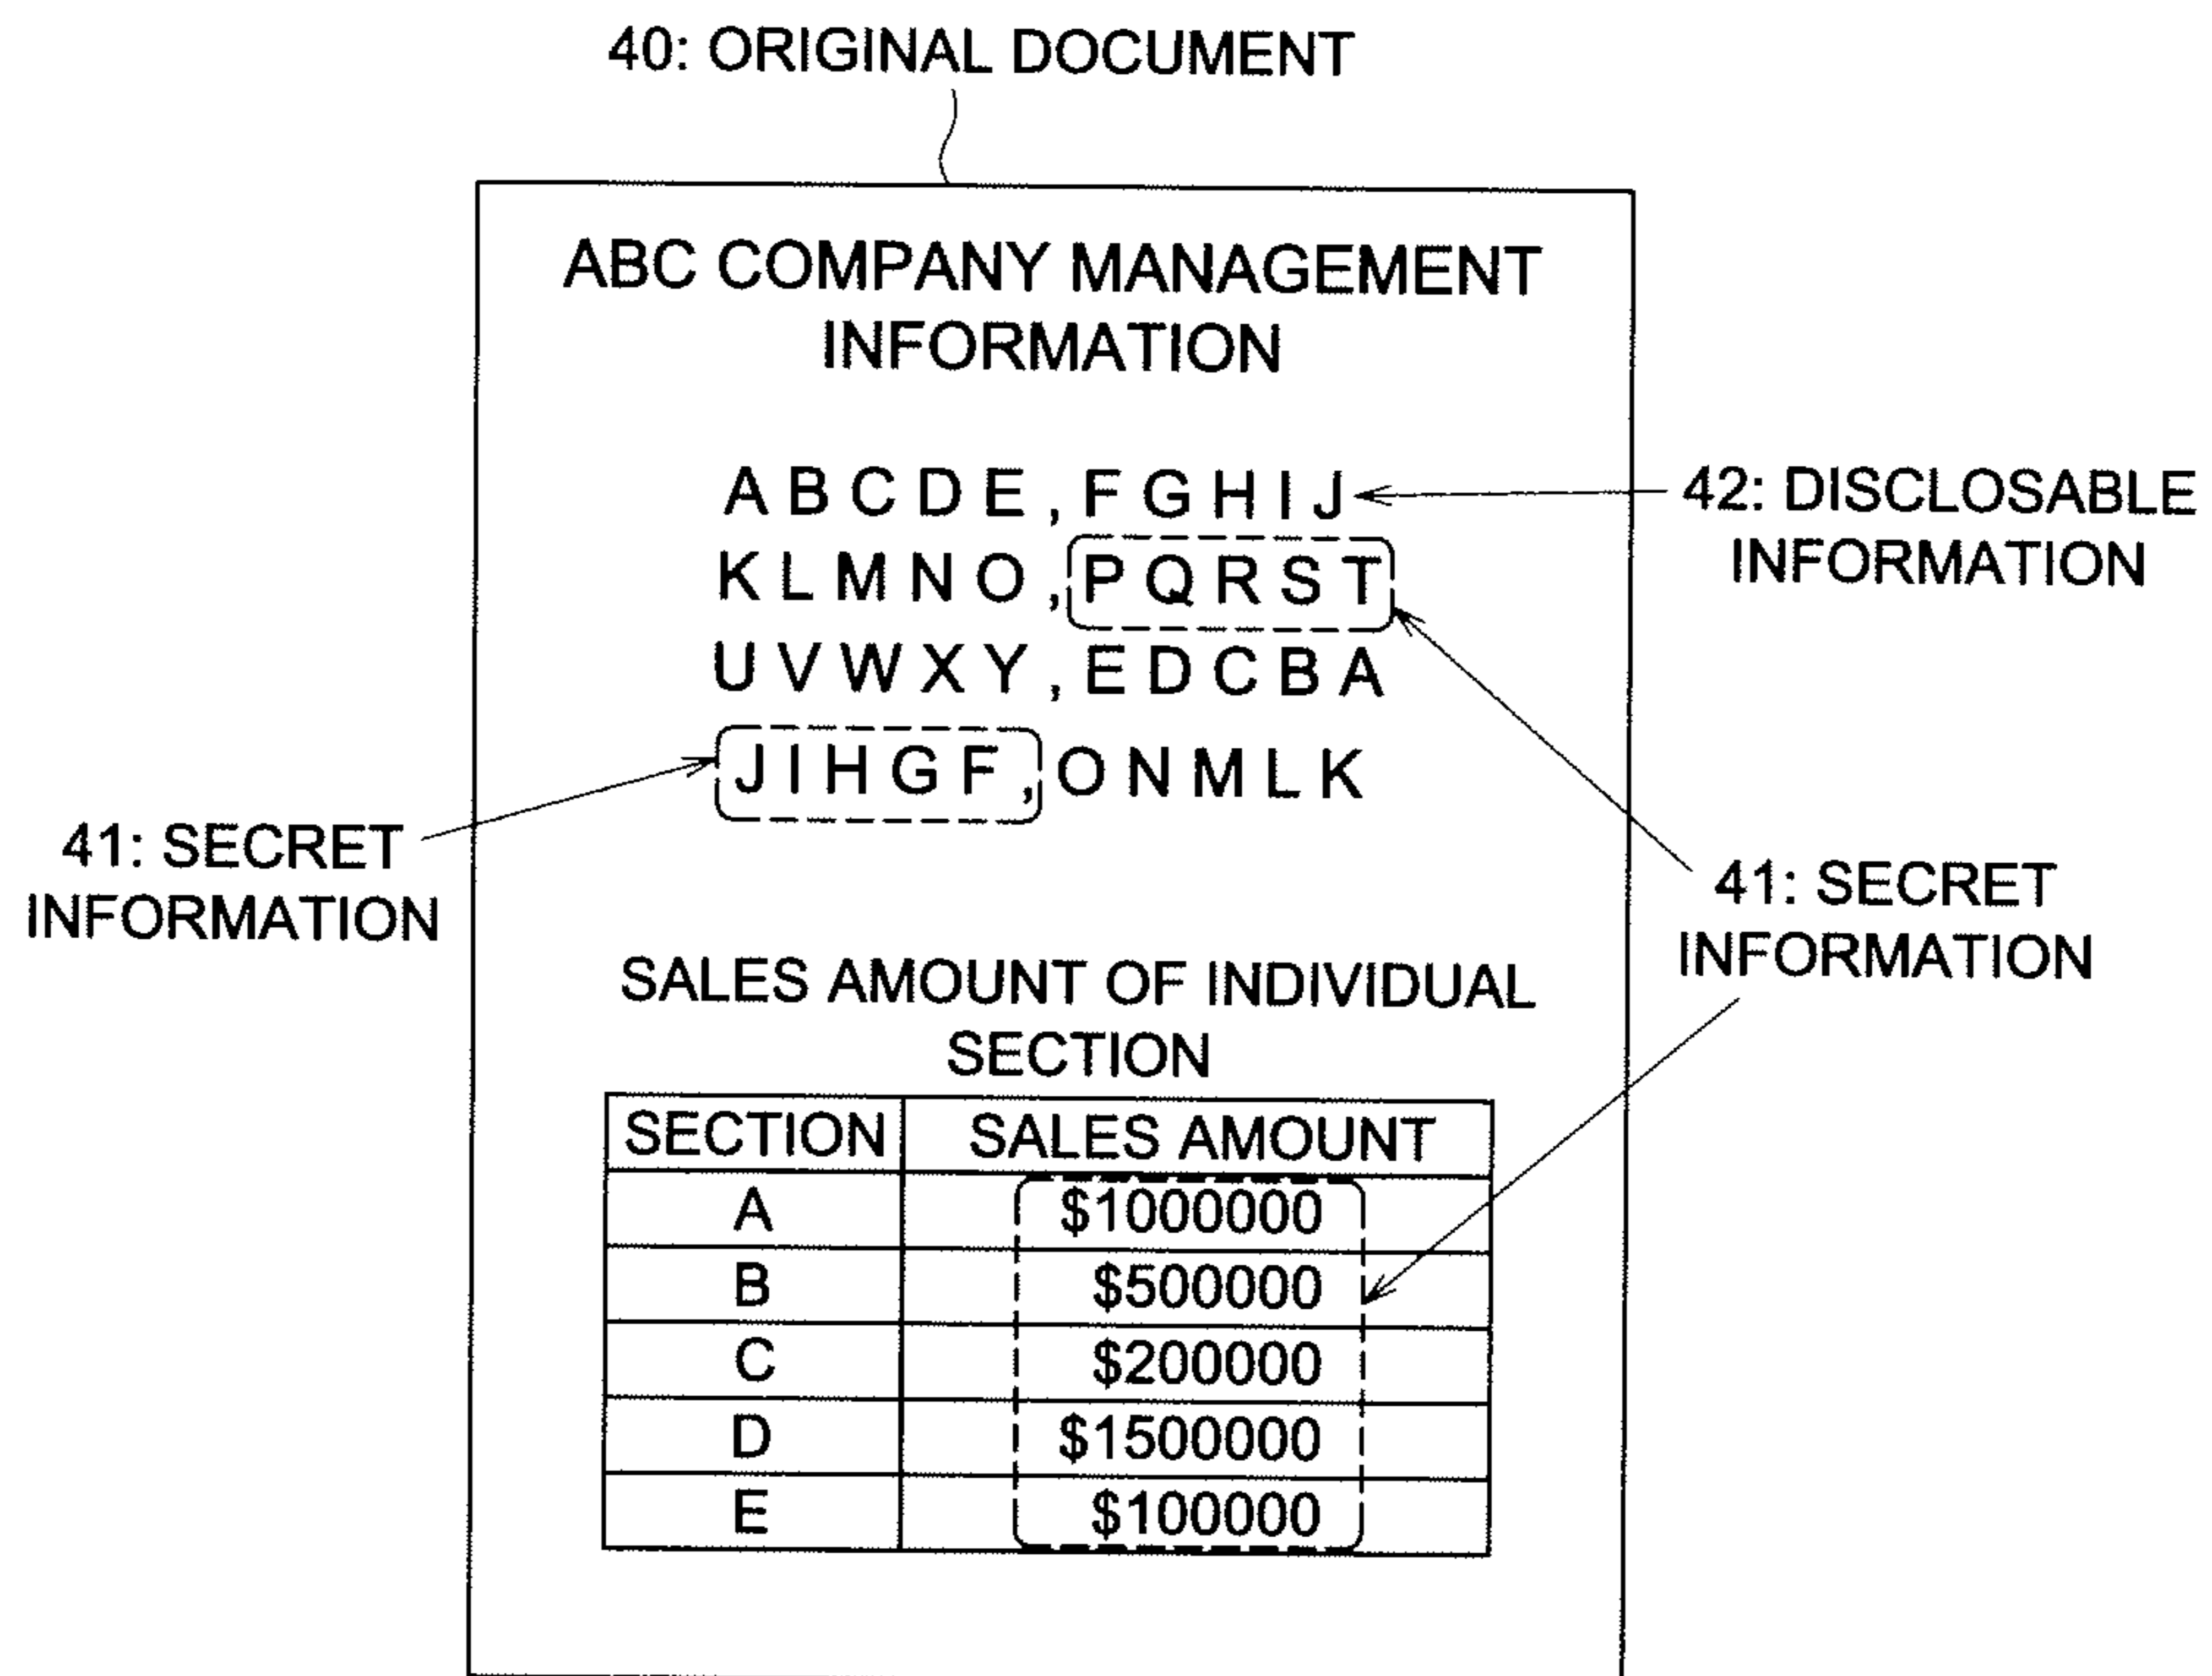 40: ORIGINAL DOCUMENT
ABC COMPANY MANAGEMENT
INFORMATION
A B C D E , F G H I J
42: DISCLOSABLE
INFORMATION
K L M N O , P Q R S T
U V W X Y , E D C B A
J I H G F , O N M L K
41: SECRET
INFORMATION
41: SECRET
INFORMATION
SALES AMOUNT OF INDIVIDUAL
SECTION
SECTION SALES AMOUNT
A $1000000
B $500000
C $200000
D $1500000
E $100000